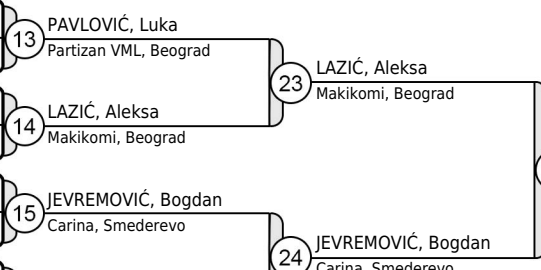 PAVLOVIĆ, Luka
13
Partizan VML, Beograd
LAZIĆ, Aleksa
23
Makikomi, Beograd
LAZIĆ, Aleksa
14
Makikomi, Beograd
JEVREMOVIĆ, Bogdan
15
Carina, Smederevo
JEVREMOVIĆ, Bogdan
24
Carina, Smederevo